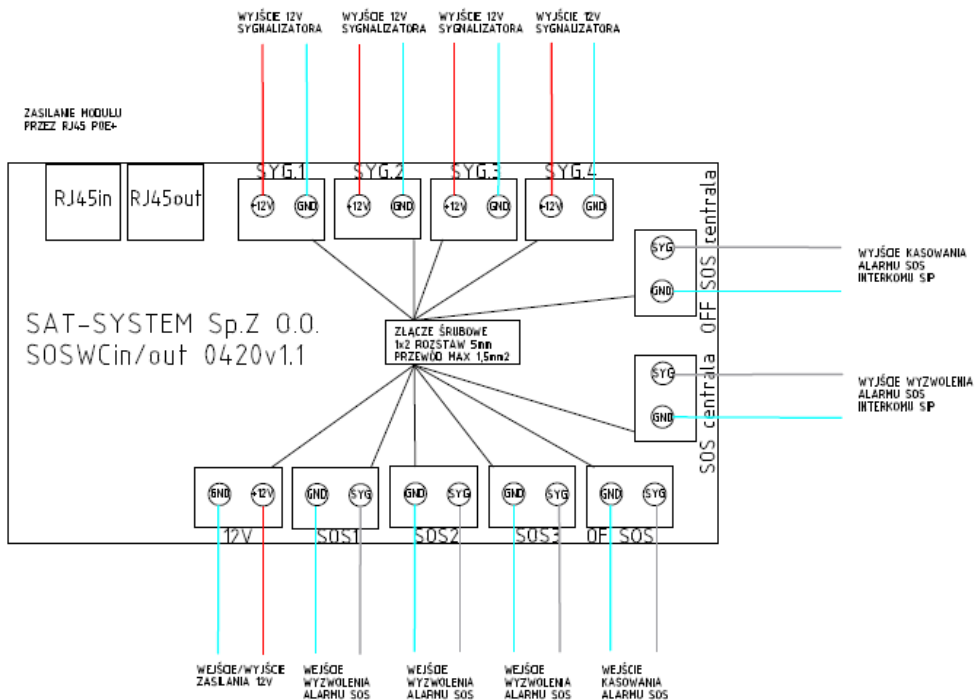 WYJŚCIE 12V
SYGNALIZATORA
WYJŚCIE 12V
SYGNALIZATORA
WYJŚCIE 12V
SYGNALIZATORA
WYJŚCIE 12V
SYGNALIZATORA
ZASILANIE MODUŁU
PRZEZ RJ45 POE+
RJ45in
RJ45out
SYG.1
SYG.2
SYG.3
SYG.4
+12V
GND
+12V
GND
+12V
GND
+12V
GND
OFF SOS centrala
SYG
GND
WYJŚCIE KASOWANIA
ALARMU SOS
INTERKOMU SIP
SAT-SYSTEM Sp.Z O.O.
SOSWCin/out 0420v1.1
ZŁĄCZE ŚRUBOWE
1x2 ROZSTAW 5mm
PRZEWÓD MAX 1,5mm2
SOS centrala
SYG
GND
WYJŚCIE WYZWOLENIA
ALARMU SOS
INTERKOMU SIP
GND
+12V
GND
SYG
GND
SYG
GND
SYG
GND
SYG
12V
SOS1
SOS2
SOS3
OF SOS
WEJŚCIE/WYJŚCIE
ZASILANIA 12V
WEJŚCIE
WYZWOLENIA
ALARMU SOS
WEJŚCIE
WYZWOLENIA
ALARMU SOS
WEJŚCIE
WYZWOLENIA
ALARMU SOS
WEJŚCIE
KASOWANIA
ALARMU SOS